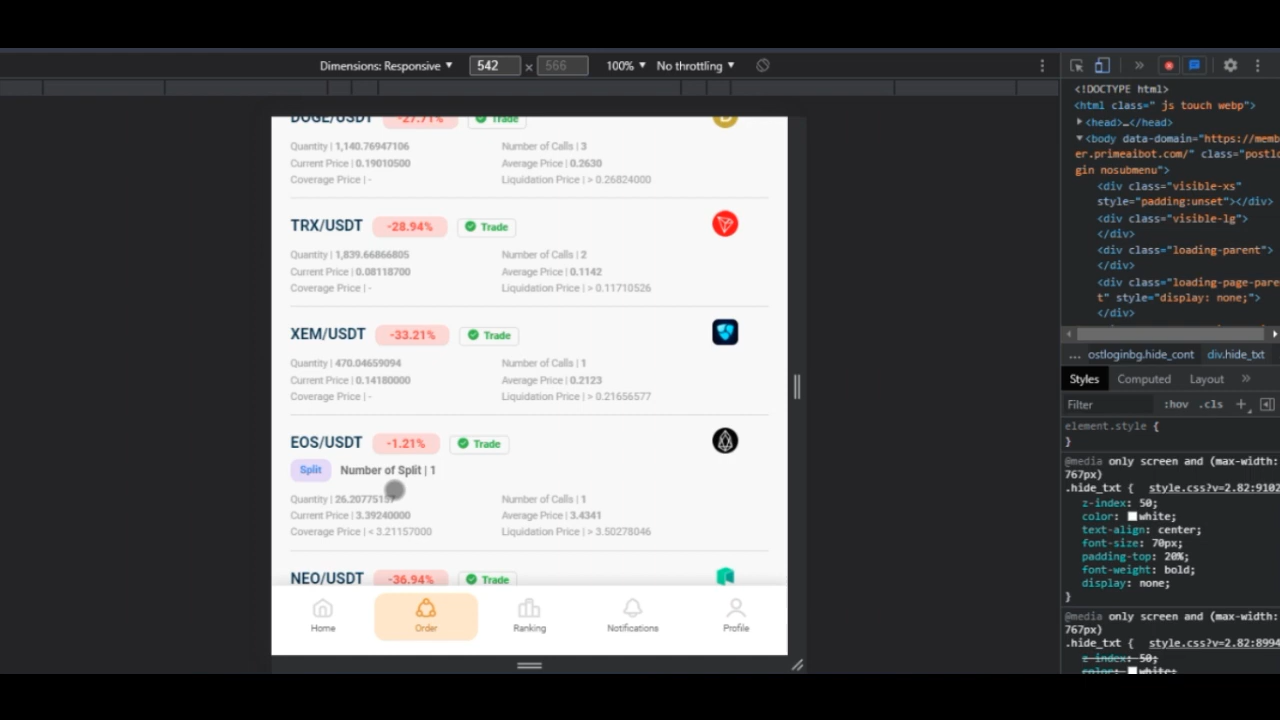 Dimensions: Responsive 542 × 566 100% No throttling
DOGE/USDT -27.71% Trade
Quantity | 1,140.76947106 Number of Calls | 3
Current Price | 0.19010500 Average Price | 0.2630
Coverage Price | - Liquidation Price | > 0.26824000
TRX/USDT -28.94% Trade
Quantity | 1,839.66866805 Number of Calls | 2
Current Price | 0.08118700 Average Price | 0.1142
Coverage Price | - Liquidation Price | > 0.11710526
XEM/USDT -33.21% Trade
Quantity | 470.04659094 Number of Calls | 1
Current Price | 0.14180000 Average Price | 0.2123
Coverage Price | - Liquidation Price | > 0.21656577
EOS/USDT -1.21% Trade
Split Number of Split | 1
Quantity | 26.20775157 Number of Calls | 1
Current Price | 3.39240000 Average Price | 3.4341
Coverage Price | < 3.21157000 Liquidation Price | > 3.50278046
NEO/USDT -36.94% Trade
Home Order Ranking Notifications Profile
<!DOCTYPE html>
<html class=" js touch webp">
<head>…</head>
<body data-domain="https://memb
er.primeaibot.com/" class="postlo
gin nosubmenu">
<div class="visible-xs"
style="padding:unset"></div>
<div class="visible-lg">
</div>
<div class="loading-parent">
</div>
<div class="loading-page-pare
t" style="display: none;">
</div>
... ostloginbg.hide_cont div.hide_txt
Styles Computed Layout »
Filter :hov .cls +
element.style {
}
@media only screen and (max-width:
767px)
.hide_txt { style.css?v=2.82:9102
z-index: 50;
color: white;
text-align: center;
font-size: 70px;
padding-top: 20%;
font-weight: bold;
display: none;
}
@media only screen and (max-width:
767px)
.hide_txt { style.css?v=2.82:8994
z-index: 50;
color: white;